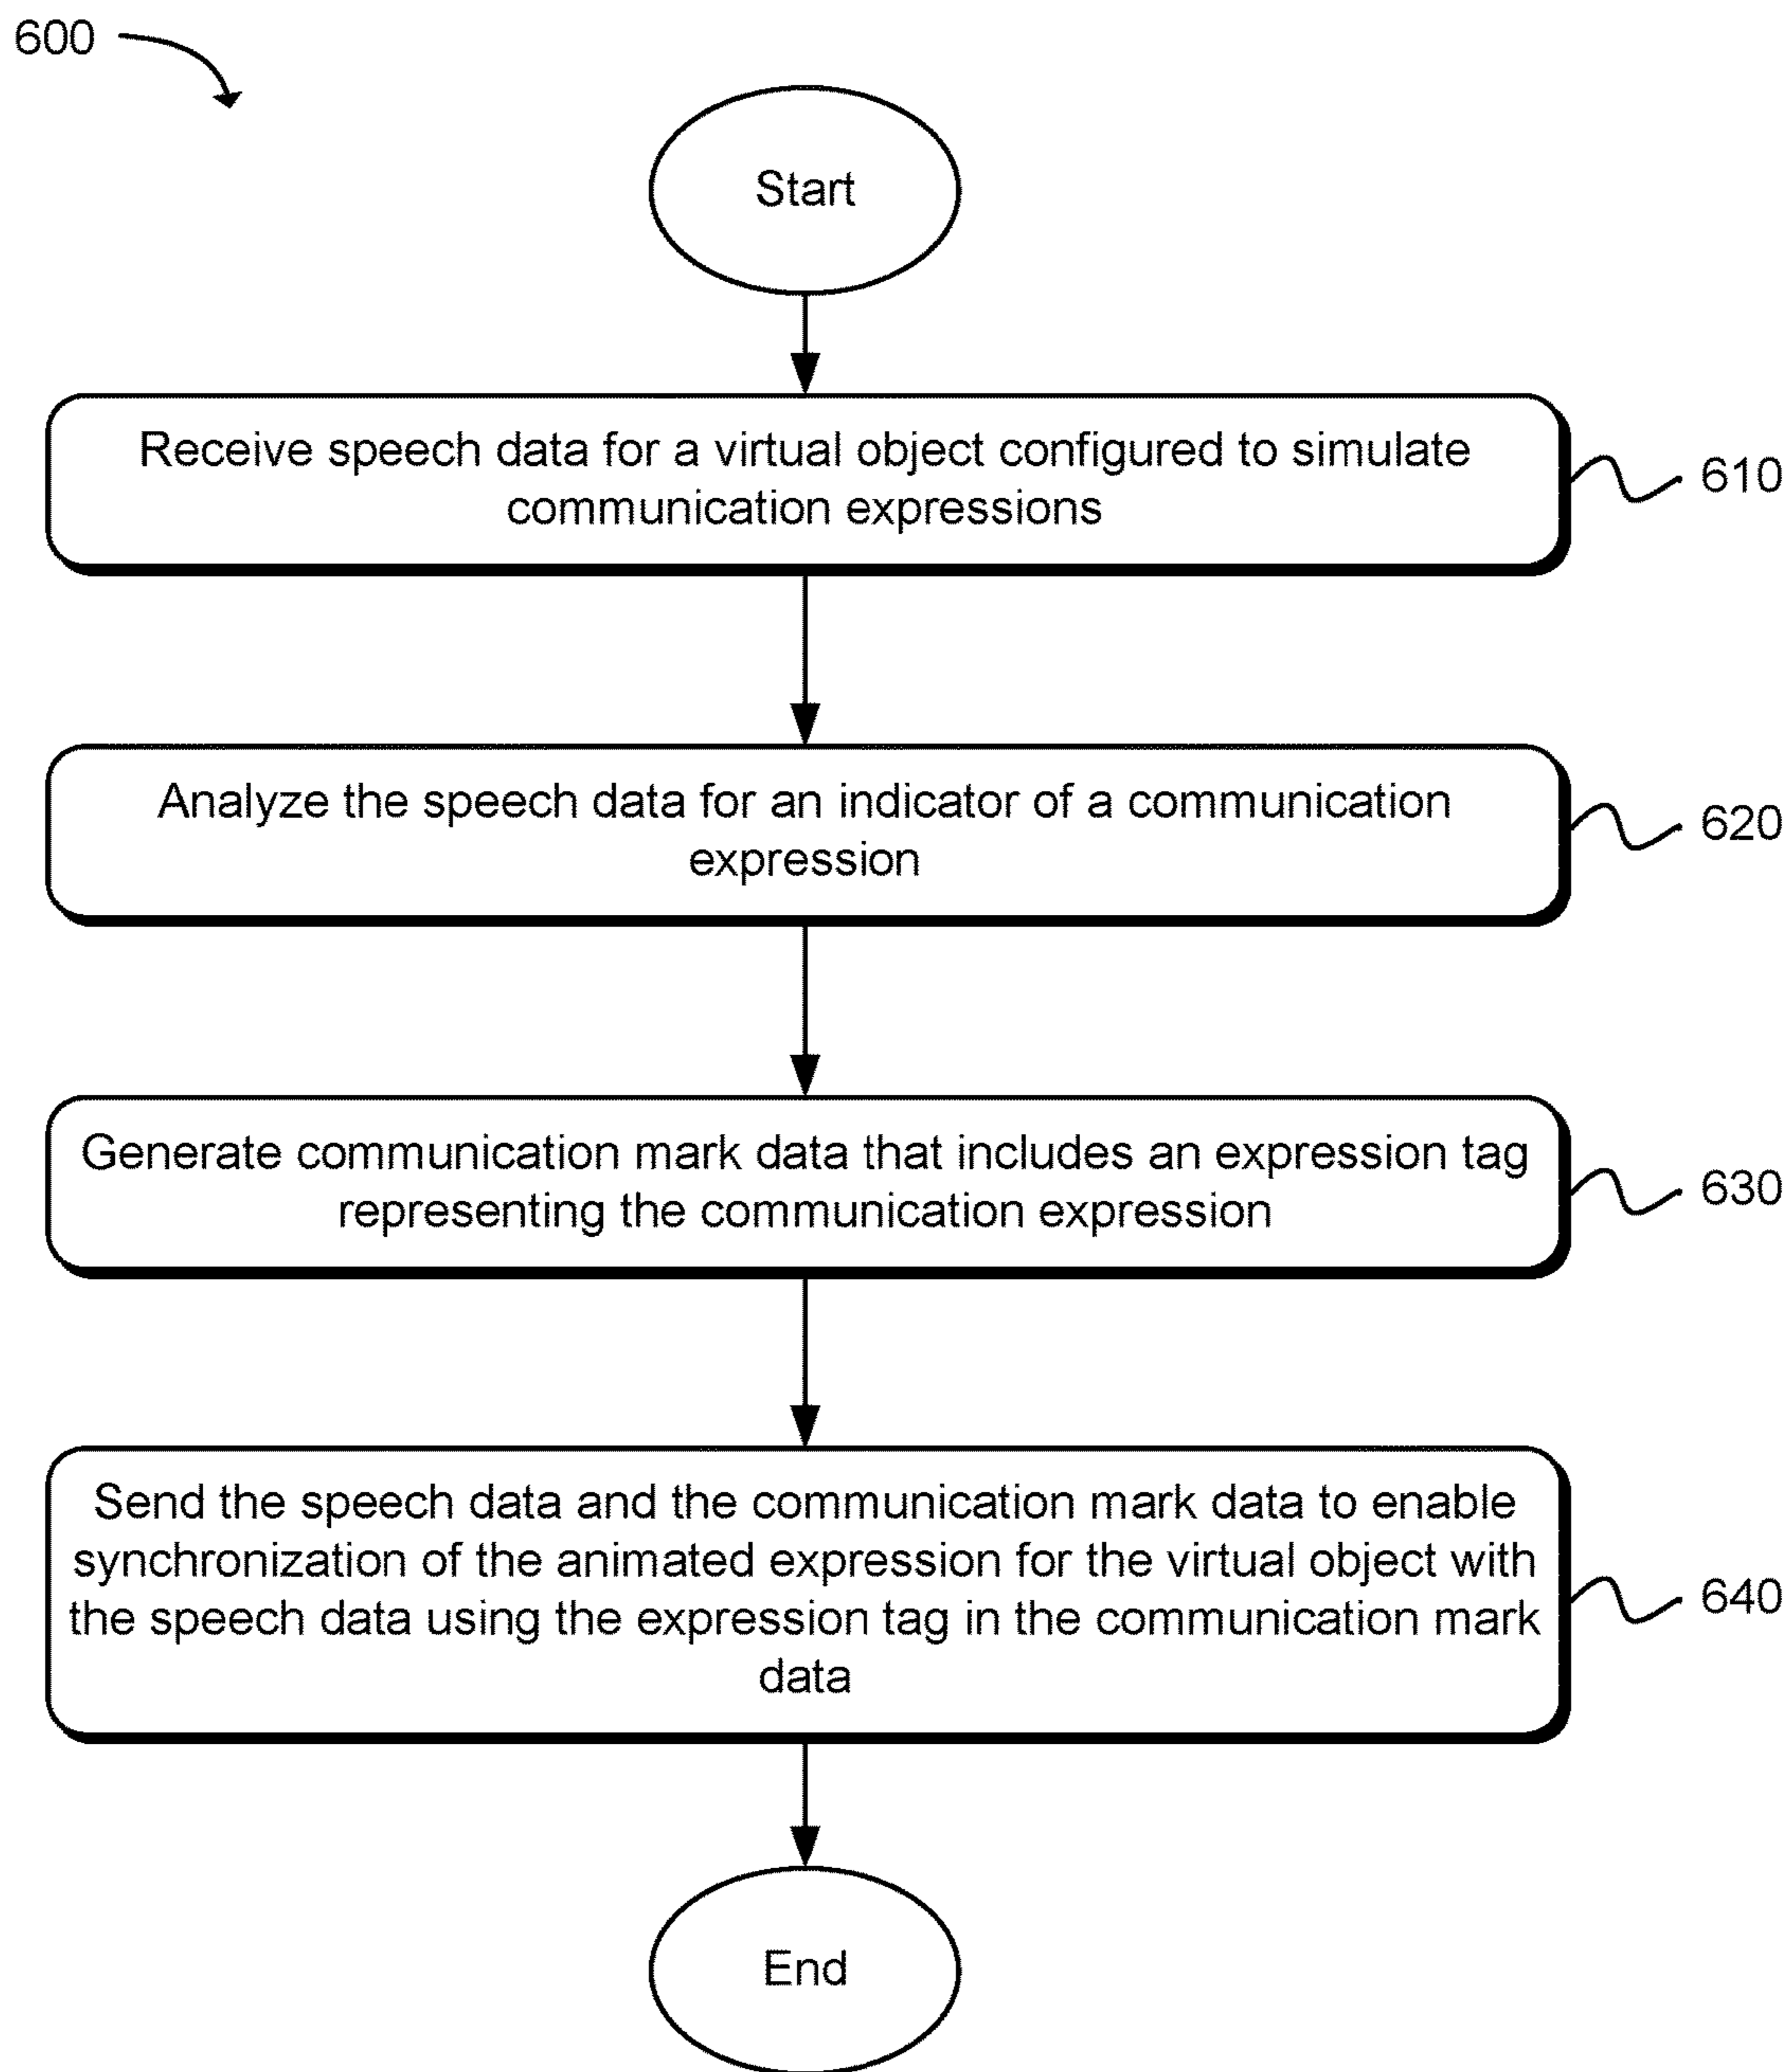 600
Start
Receive speech data for a virtual object configured to simulate
communication expressions
610
Analyze the speech data for an indicator of a communication
expression
620
Generate communication mark data that includes an expression tag
representing the communication expression
630
Send the speech data and the communication mark data to enable
synchronization of the animated expression for the virtual object with
the speech data using the expression tag in the communication mark
data
640
End